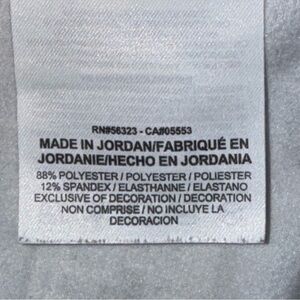 RN#56323 - CA#05553
MADE IN JORDAN/FABRIQUÉ EN
JORDANIE/HECHO EN JORDANIA
88% POLYESTER / POLYESTER / POLIESTER
12% SPANDEX / ELASTHANNE / ELASTANO
EXCLUSIVE OF DECORATION / DECORATION
NON COMPRISE / NO INCLUYE LA
DECORACION